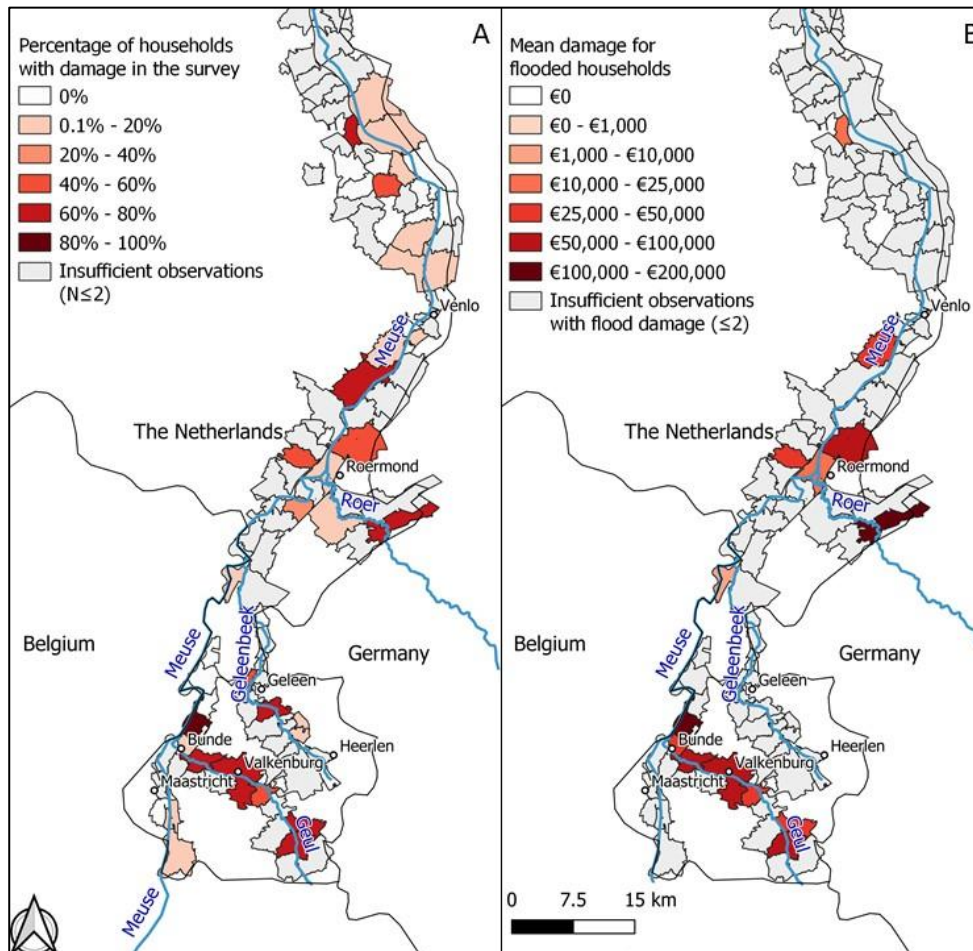 Percentage of households
with damage in the survey
0%
0.1% - 20%
20% - 40%
40% - 60%
60% - 80%
80% - 100%
Insufficient observations
(N≤2)
A
Venlo
Meuse
The Netherlands
Roermond
Roer
Belgium
Meuse
Geleenbeek
Germany
Geleen
Bunde
Heerlen
Valkenburg
Maastricht
Geul
Meuse
Mean damage for
flooded households
€0
€0 - €1,000
€1,000 - €10,000
€10,000 - €25,000
€25,000 - €50,000
€50,000 - €100,000
€100,000 - €200,000
Insufficient observations
with flood damage (≤2)
B
Venlo
Meuse
The Netherlands
Roermond
Roer
Belgium
Meuse
Geleenbeek
Germany
Geleen
Bunde
Heerlen
Valkenburg
Maastricht
Geul
0 7.5 15 km